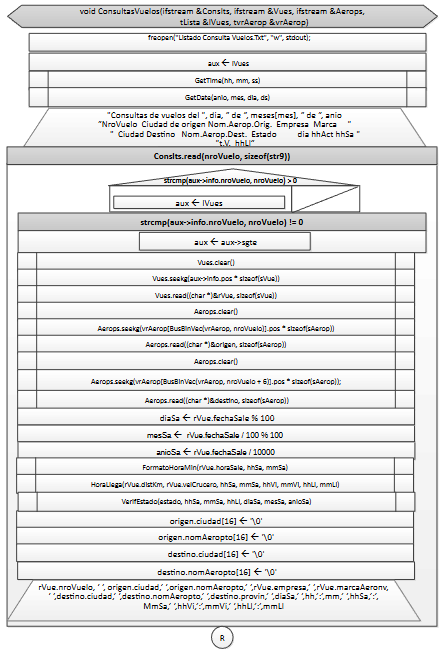 void ConsultasVuelos(ifstream &Conslts, ifstream &Vues, ifstream &Aerops,
tLista &lVues, tvrAerop &vrAerop)
freopen("Listado Consulta Vuelos.Txt", "w", stdout);
aux ← lVues
GetTime(hh, mm, ss)
GetDate(anio, mes, dia, ds)
"Consultas de vuelos del ", dia, " de ", meses[mes], " de ", anio
"NroVuelo Ciudad de origen Nom.Aerop.Orig. Empresa Marca "
" Ciudad Destino Nom.Aerop.Dest. Estado dia hhAct hhSa "
"t.V. hhLl"
Conslts.read(nroVuelo, sizeof(str9))
strcmp(aux->info.nroVuelo, nroVuelo) > 0
aux ← lVues
strcmp(aux->info.nroVuelo, nroVuelo) != 0
aux ← aux->sgte
Vues.clear()
Vues.seekg(aux->info.pos * sizeof(sVue))
Vues.read((char *)&rVue, sizeof(sVue))
Aerops.clear()
Aerops.seekg(vrAerop[BusBinVec(vrAerop, nroVuelo)].pos * sizeof(sAerop))
Aerops.read((char *)&origen, sizeof(sAerop))
Aerops.clear()
Aerops.seekg(vrAerop[BusBinVec(vrAerop, nroVuelo + 6)].pos * sizeof(sAerop));
Aerops.read((char *)&destino, sizeof(sAerop))
diaSa ← rVue.fechaSale % 100
mesSa ← rVue.fechaSale / 100 % 100
anioSa ← rVue.fechaSale / 10000
FormatoHoraMin(rVue.horaSale, hhSa, mmSa)
HoraLlega(rVue.distKm, rVue.velCrucero, hhSa, mmSa, hhVi, mmVi, hhLl, mmLl)
VerifEstado(estado, hhSa, mmSa, hhLl, diaSa, mesSa, anioSa)
origen.ciudad[16] ← '\0'
origen.nomAeropto[16] ← '\0'
destino.ciudad[16] ← '\0'
destino.nomAeropto[16] ← '\0'
rVue.nroVuelo, ' ', origen.ciudad,' ',origen.nomAeropto,' ',rVue.empresa,' ',rVue.marcaAeronv,
' ',destino.ciudad,' ',destino.nomAeropto,' ',destino.provin,' ',diaSa,' ',hh,':',mm,' ',hhSa,':',
MmSa,' ',hhVi,':',mmVi,' ',hhLl,':',mmLl
R